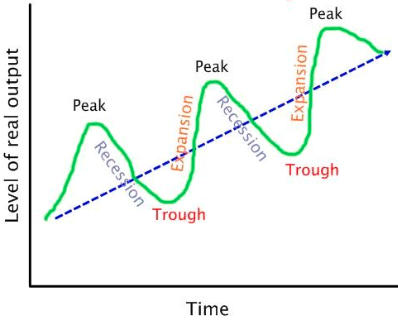 Peak
Peak
Peak
Level of real output
Recession
Expansion
Recession
Expansion
Trough
Trough
Time